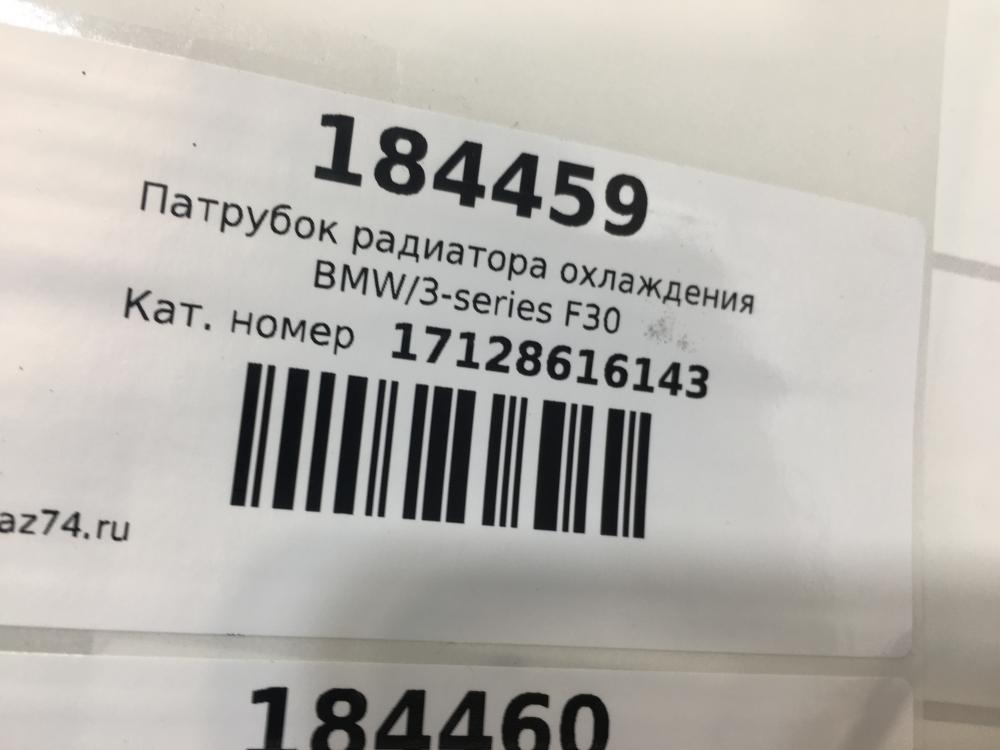 184459
Патрубок радиатора охлаждения
BMW/3-series F30
Кат. номер 17128616143
az74.ru
184460